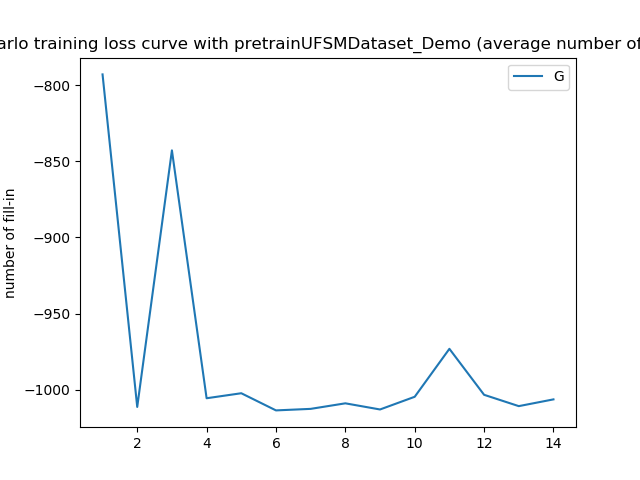 arlo training loss curve with pretrainUFSMDataset_Demo (average number of
G
number of fill-in
−800
−850
−900
−950
−1000
2 4 6 8 10 12 14